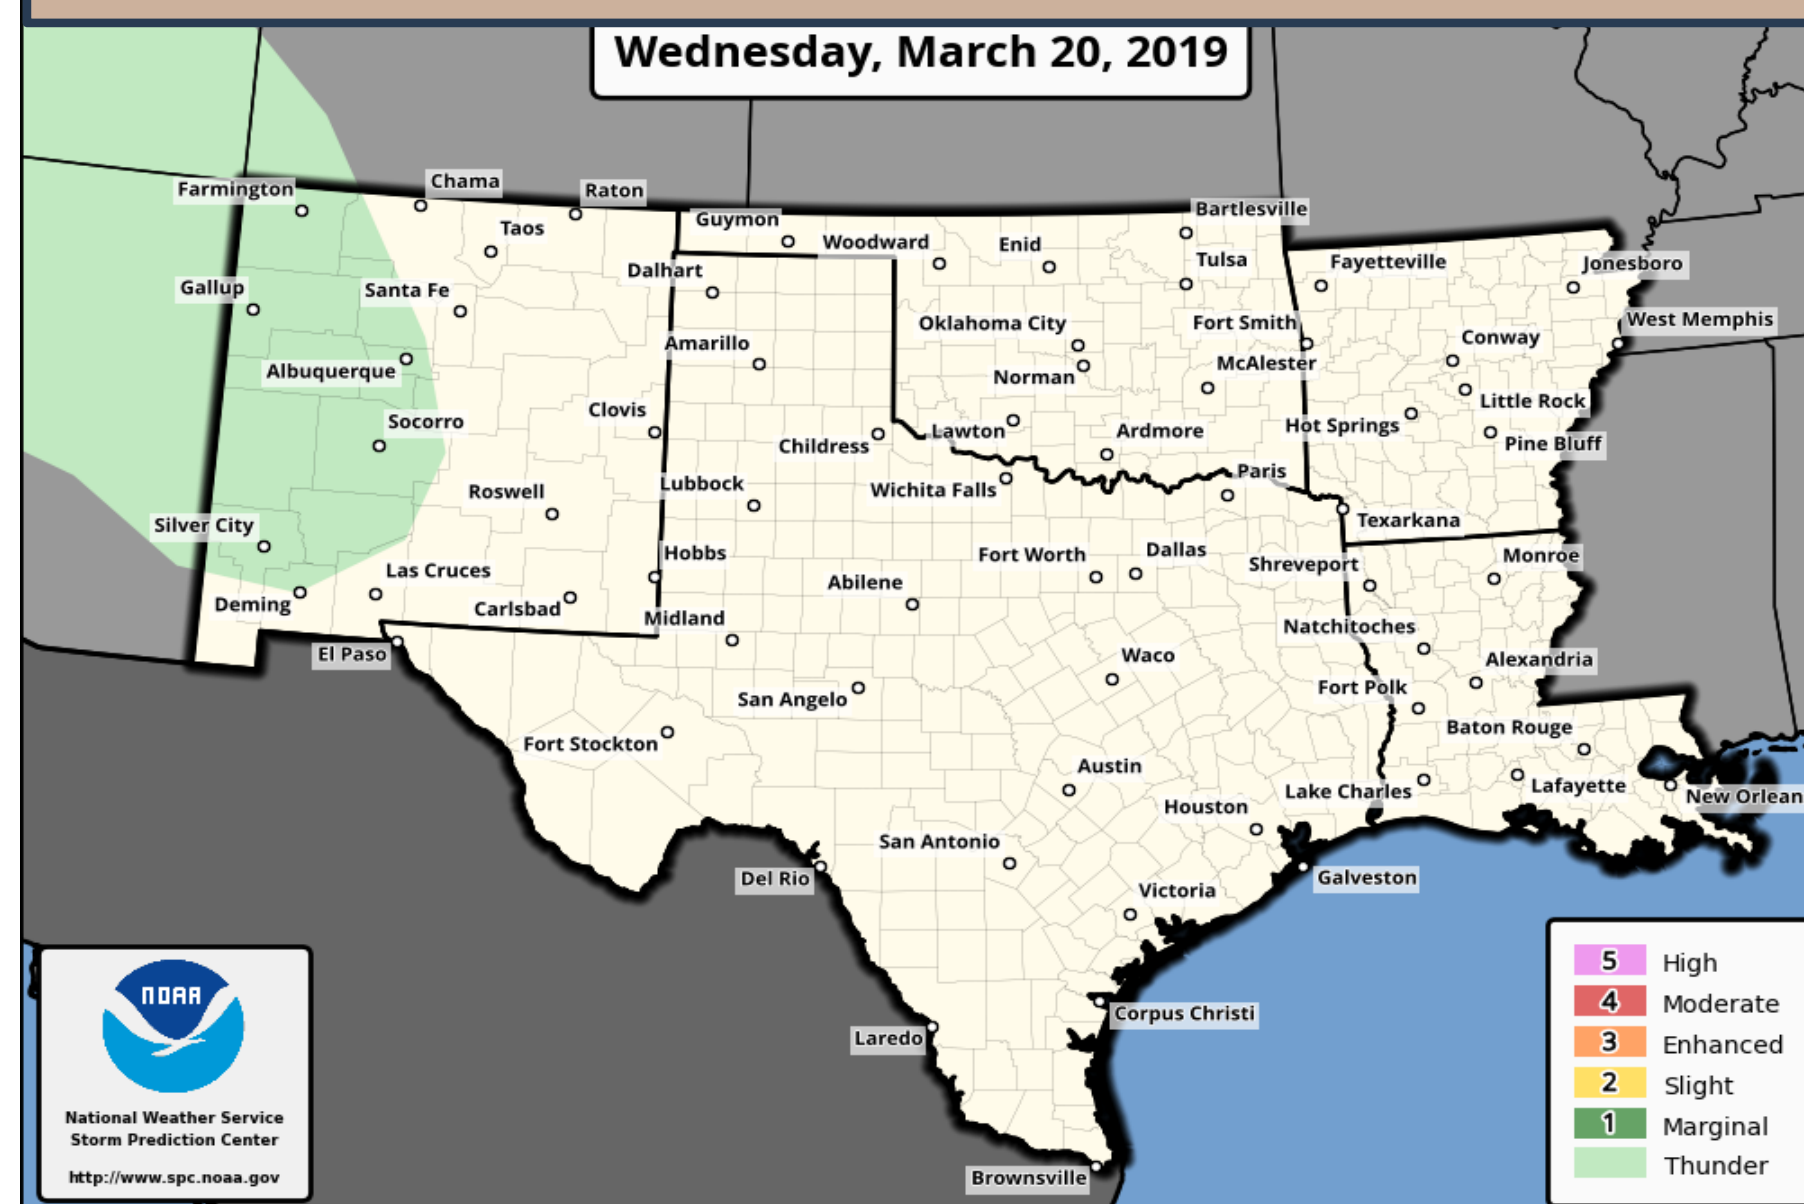 Wednesday, March 20, 2019
Farmington
Chama
Raton
Taos
Guymon
Woodward
Enid
Bartlesville
Tulsa
Fayetteville
Jonesboro
Gallup
Santa Fe
Dalhart
Oklahoma City
Fort Smith
West Memphis
Conway
Amarillo
McAlester
Albuquerque
Norman
Little Rock
Clovis
Socorro
Childress
Lawton
Ardmore
Hot Springs
Pine Bluff
Roswell
Lubbock
Wichita Falls
Paris
Texarkana
Silver City
Hobbs
Fort Worth
Dallas
Shreveport
Monroe
Las Cruces
Deming
Carlsbad
Midland
Abilene
Natchitoches
El Paso
Waco
Alexandria
San Angelo
Fort Polk
Fort Stockton
Baton Rouge
Austin
Lake Charles
Lafayette
New Orlean
Houston
San Antonio
Del Rio
Galveston
Victoria
Corpus Christi
Laredo
Brownsville
NOAA
National Weather Service
Storm Prediction Center
http://www.spc.noaa.gov
5 High
4 Moderate
3 Enhanced
2 Slight
1 Marginal
Thunder